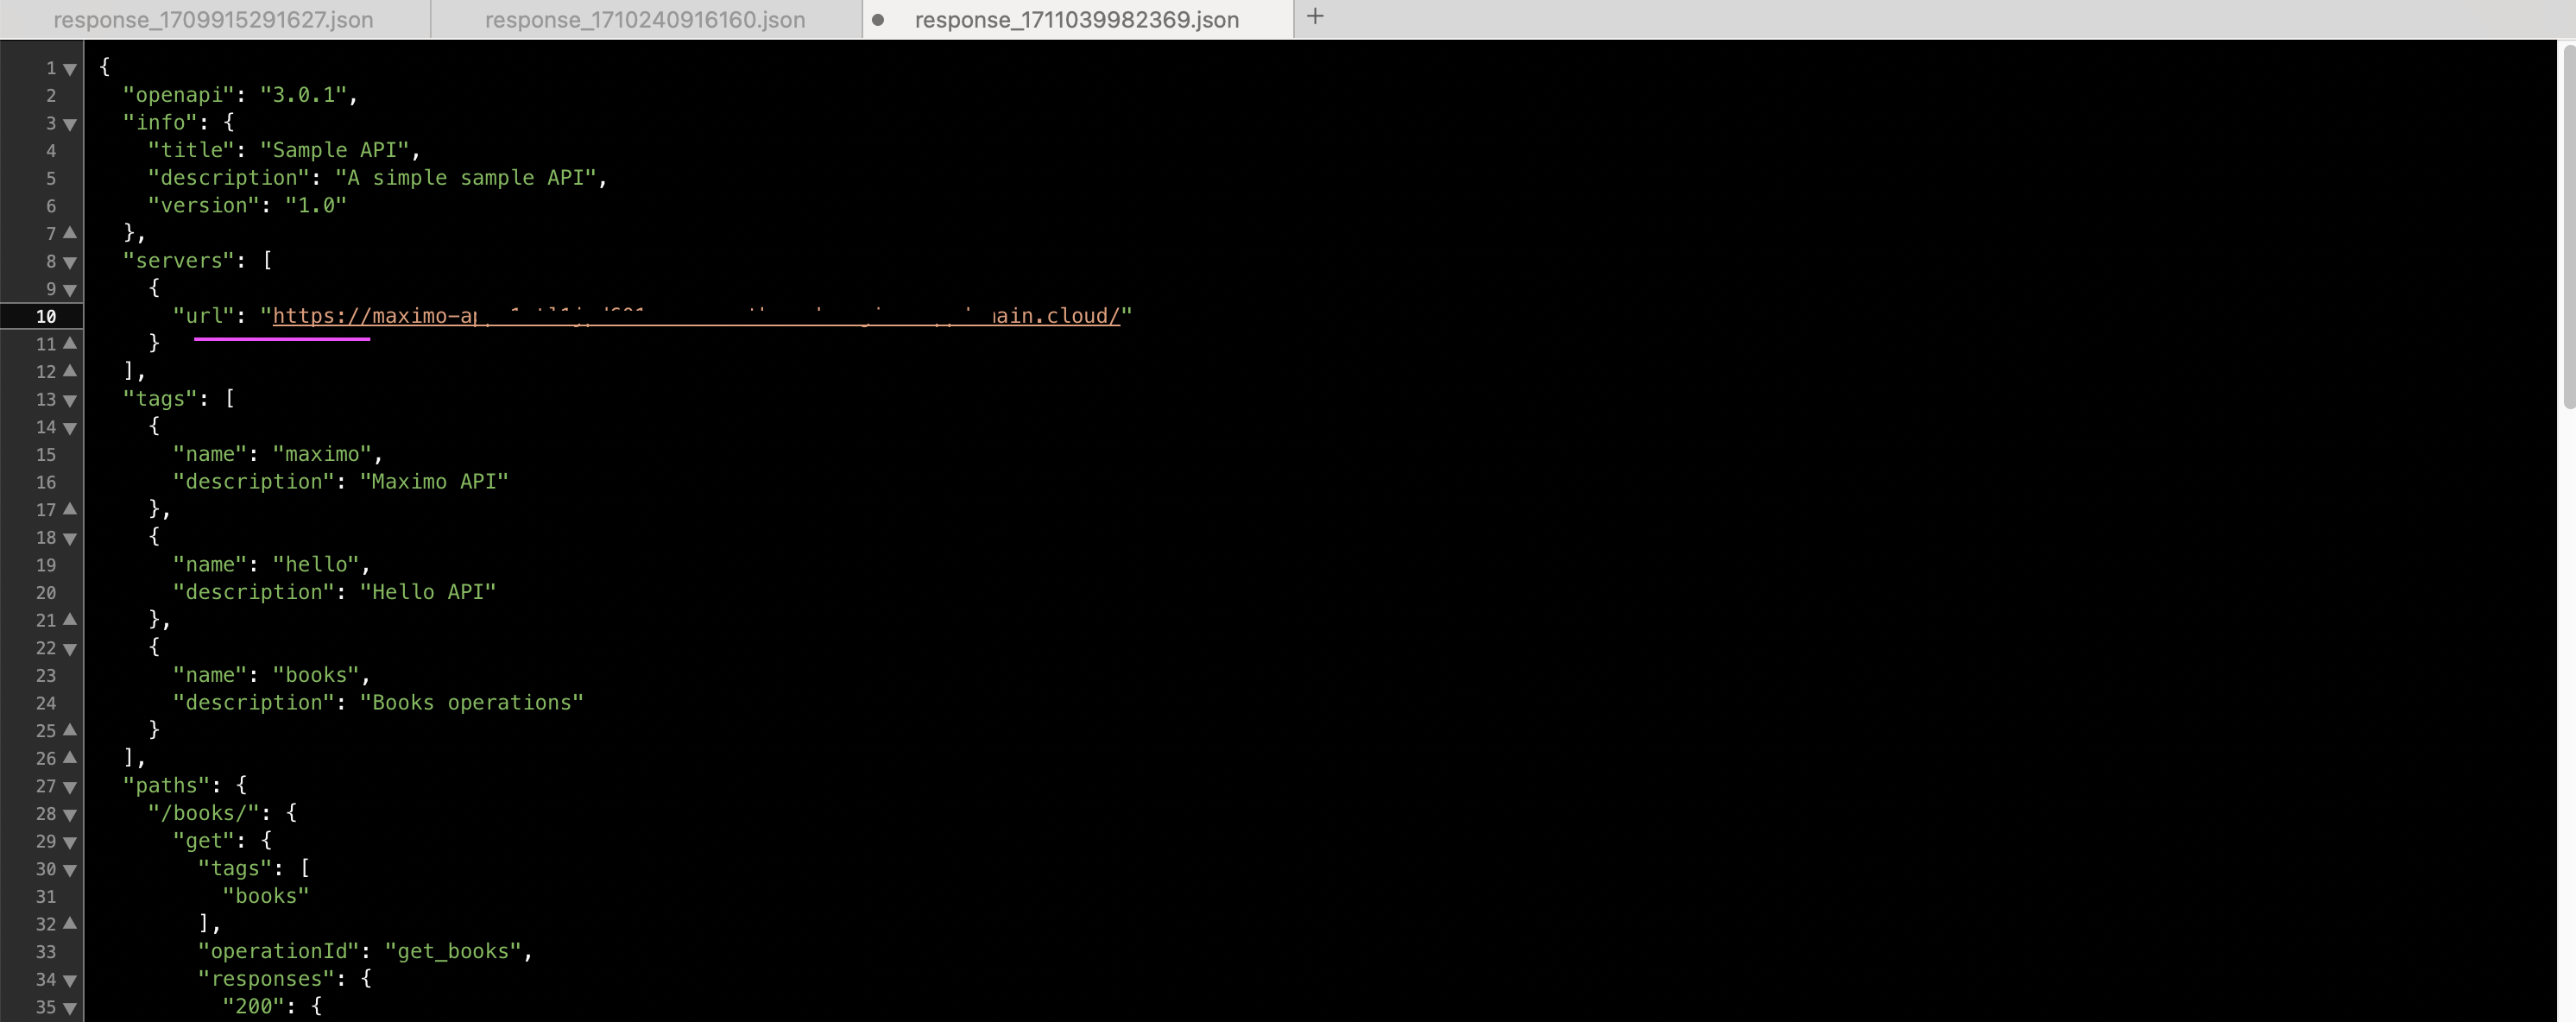 response_1709915291627.json
response_1710240916160.json
response_1711039982369.json
+
1 {
2 "openapi": "3.0.1",
3 "info": {
4 "title": "Sample API",
5 "description": "A simple sample API",
6 "version": "1.0"
7 },
8 "servers": [
9 {
10 "url": "https://maximo-a ain.cloud/"
11 }
12 ],
13 "tags": [
14 {
15 "name": "maximo",
16 "description": "Maximo API"
17 },
18 {
19 "name": "hello",
20 "description": "Hello API"
21 },
22 {
23 "name": "books",
24 "description": "Books operations"
25 }
26 ],
27 "paths": {
28 "/books/": {
29 "get": {
30 "tags": [
31 "books"
32 ],
33 "operationId": "get_books",
34 "responses": {
35 "200": {